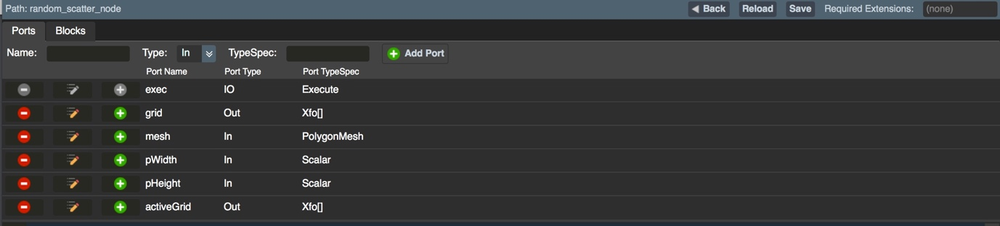 Path: random_scatter_node Back Reload Save Required Extensions: (none)
Ports Blocks
Name: Type: In TypeSpec: Add Port
Port Name Port Type Port TypeSpec
exec IO Execute
grid Out Xfo[]
mesh In PolygonMesh
pWidth In Scalar
pHeight In Scalar
activeGrid Out Xfo[]